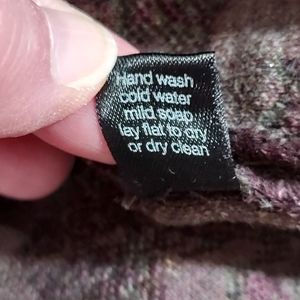 Hand wash
cold water
mild soap
lay flat to dry
or dry clean